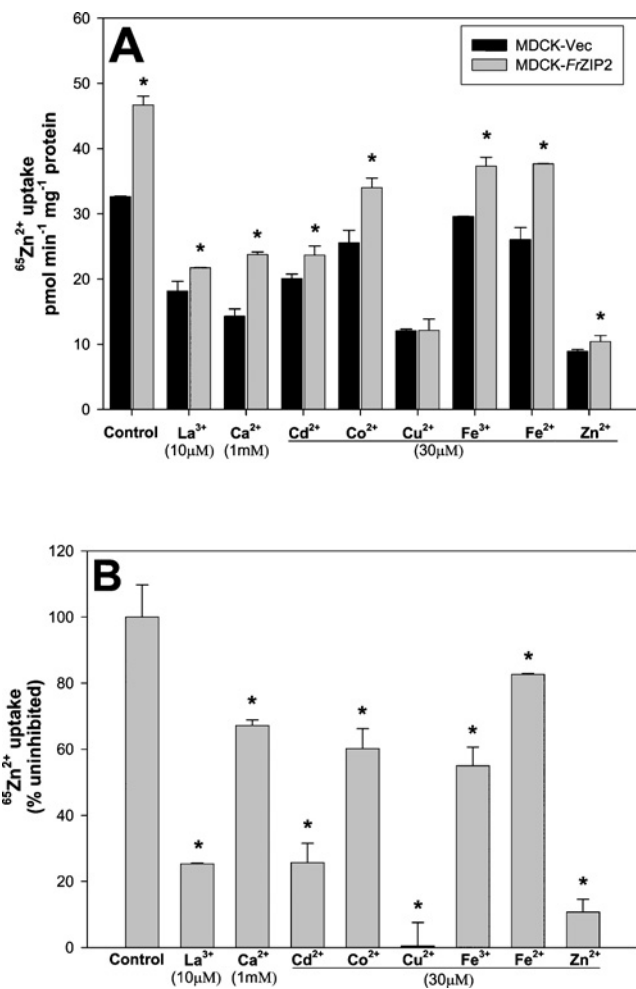 A
MDCK-Vec
MDCK-FrZIP2
⁶⁵Zn²⁺ uptake
pmol min⁻¹ mg⁻¹ protein
60
50
40
30
20
10
0
* * * * * * * *
Control La³⁺ Ca²⁺ Cd²⁺ Co²⁺ Cu²⁺ Fe³⁺ Fe²⁺ Zn²⁺
(10μM) (1mM) (30μM)
B
⁶⁵Zn²⁺ uptake
(% uninhibited)
120
100
80
60
40
20
0
* * * * * * * *
Control La³⁺ Ca²⁺ Cd²⁺ Co²⁺ Cu²⁺ Fe³⁺ Fe²⁺ Zn²⁺
(10μM) (1mM) (30μM)